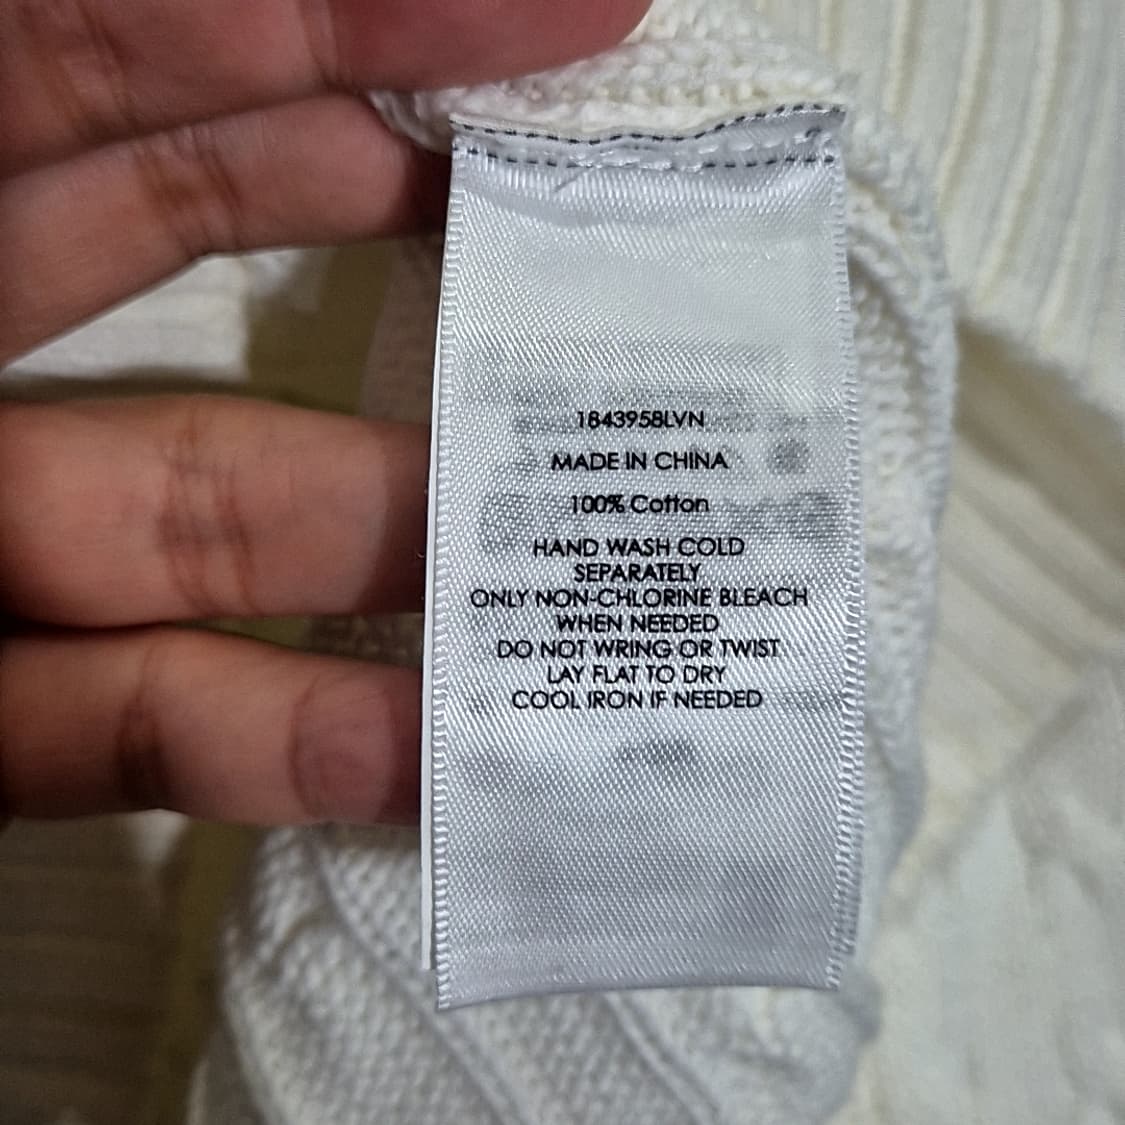 1843958LVN
MADE IN CHINA
100% Cotton
HAND WASH COLD
SEPARATELY
ONLY NON-CHLORINE BLEACH
WHEN NEEDED
DO NOT WRING OR TWIST
LAY FLAT TO DRY
COOL IRON IF NEEDED